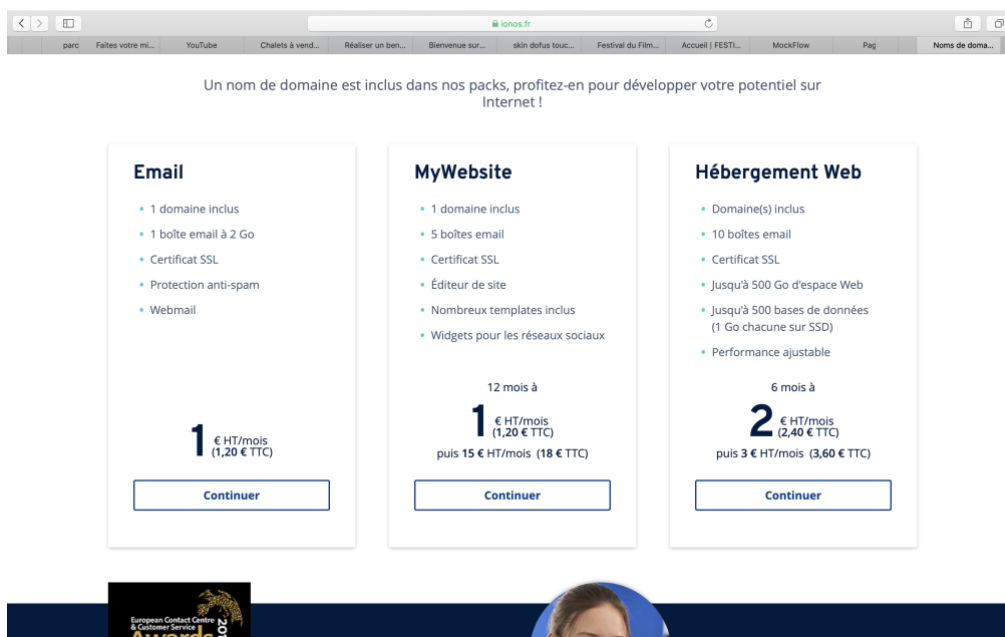 ionos.fr
parc
Faites votre mi...
YouTube
Chalets à vend...
Réaliser un ben...
Bienvenue sur...
skin dofus touc...
Festival du Film...
Accueil | FESTI...
MockFlow
Pag
Noms de doma...
Un nom de domaine est inclus dans nos packs, profitez-en pour développer votre potentiel sur
Internet !
Email
• 1 domaine inclus
• 1 boîte email à 2 Go
• Certificat SSL
• Protection anti-spam
• Webmail
1 € HT/mois
(1,20 € TTC)
Continuer
MyWebsite
• 1 domaine inclus
• 5 boîtes email
• Certificat SSL
• Éditeur de site
• Nombreux templates inclus
• Widgets pour les réseaux sociaux
12 mois à
1 € HT/mois
(1,20 € TTC)
puis 15 € HT/mois (18 € TTC)
Continuer
Hébergement Web
• Domaine(s) inclus
• 10 boîtes email
• Certificat SSL
• Jusqu'à 500 Go d'espace Web
• Jusqu'à 500 bases de données
(1 Go chacune sur SSD)
• Performance ajustable
6 mois à
2 € HT/mois
(2,40 € TTC)
puis 3 € HT/mois (3,60 € TTC)
Continuer
European Contact Centre
& Customer Service
Awards